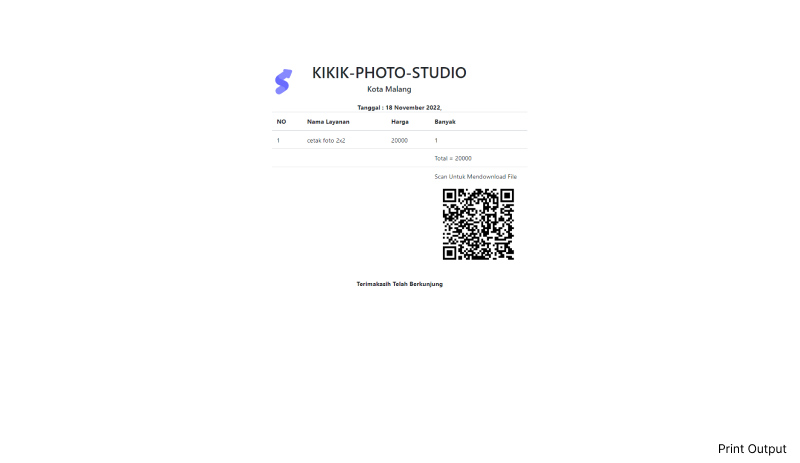 KIKIK-PHOTO-STUDIO
Kota Malang
Tanggal : 18 November 2022,
NO Nama Layanan Harga Banyak
1 cetak foto 2x2 20000 1
Total = 20000
Scan Untuk Mendownload File
Terimakasih Telah Berkunjung
Print Output